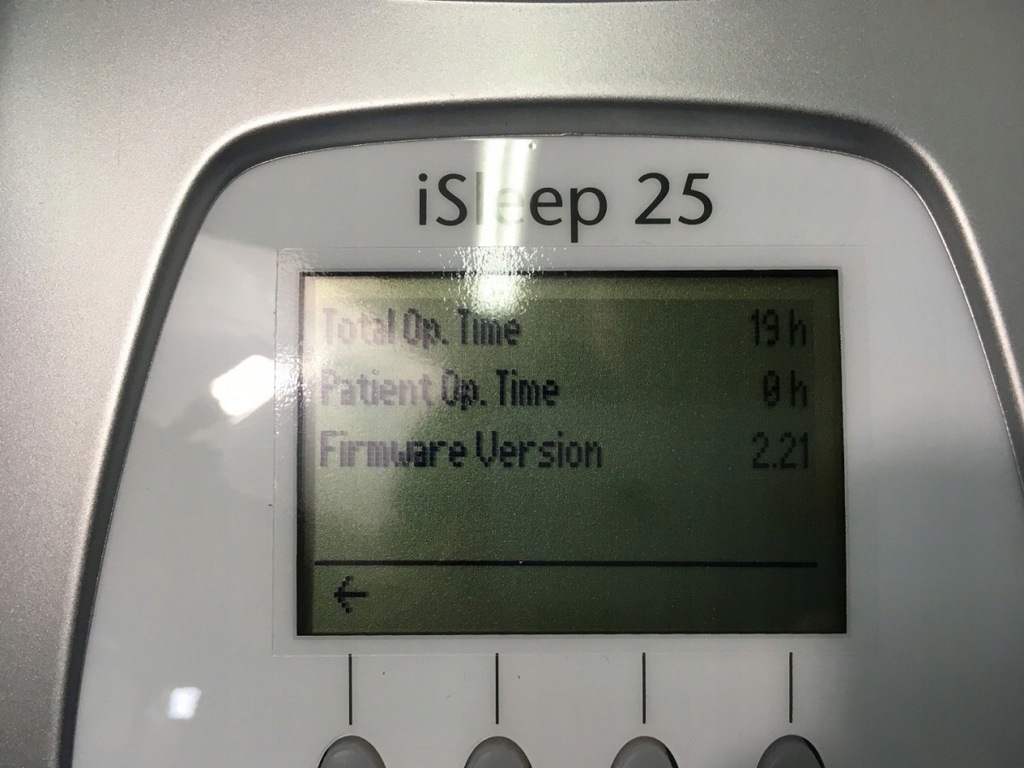 iSleep 25
Total Op. Time 19 h
Patient Op. Time 0 h
Firmware Version 2.21
←